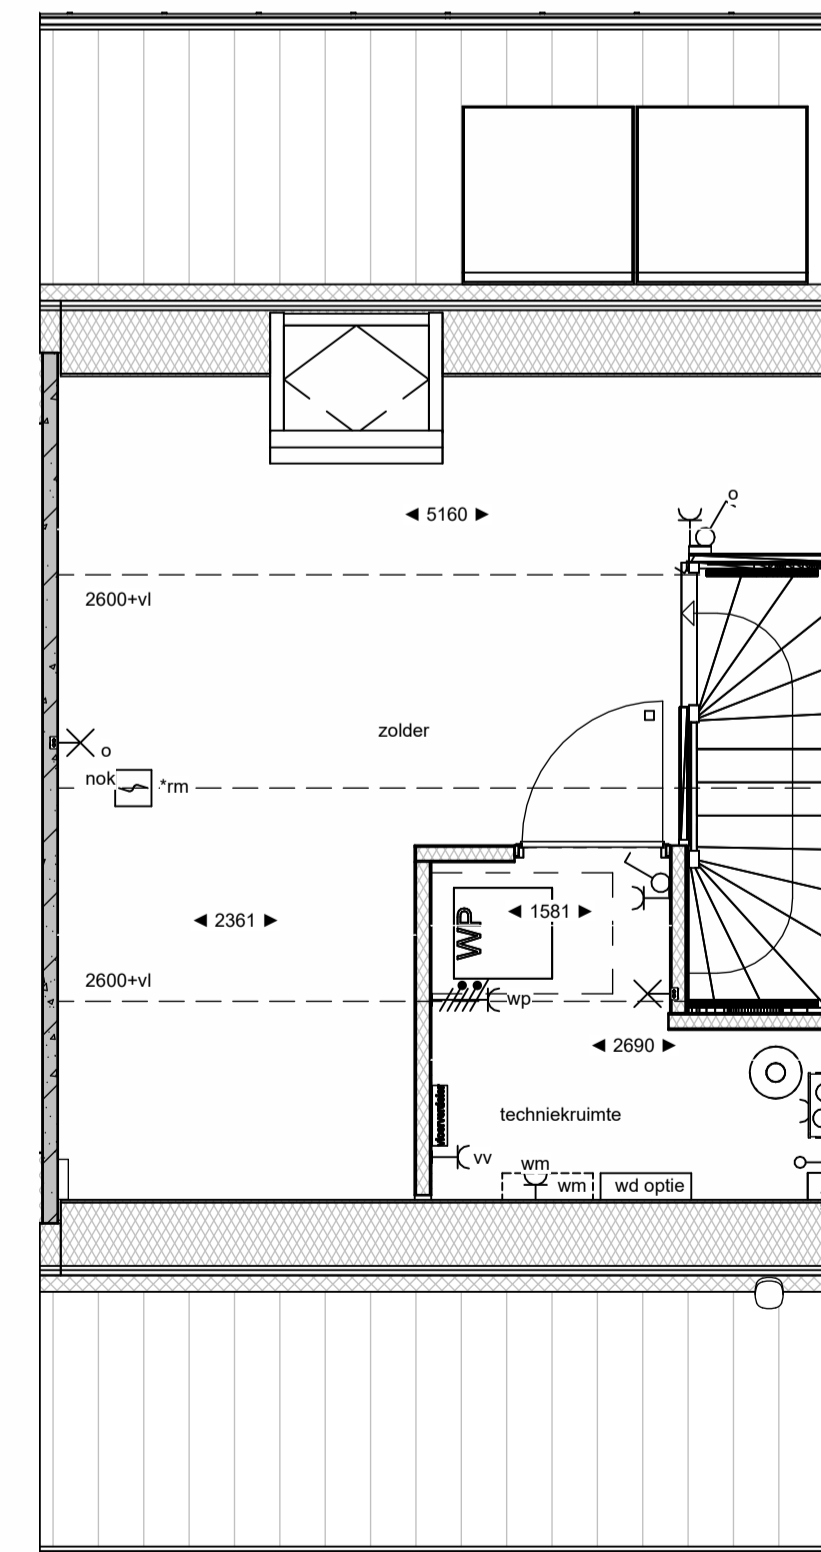 5160
o
2600+vl
zolder
o
nok
*rm
WP
1581
2361
2600+vl
wp
2690
techniekruimte
vloerverdeler
vv
wm
wm
wd optie